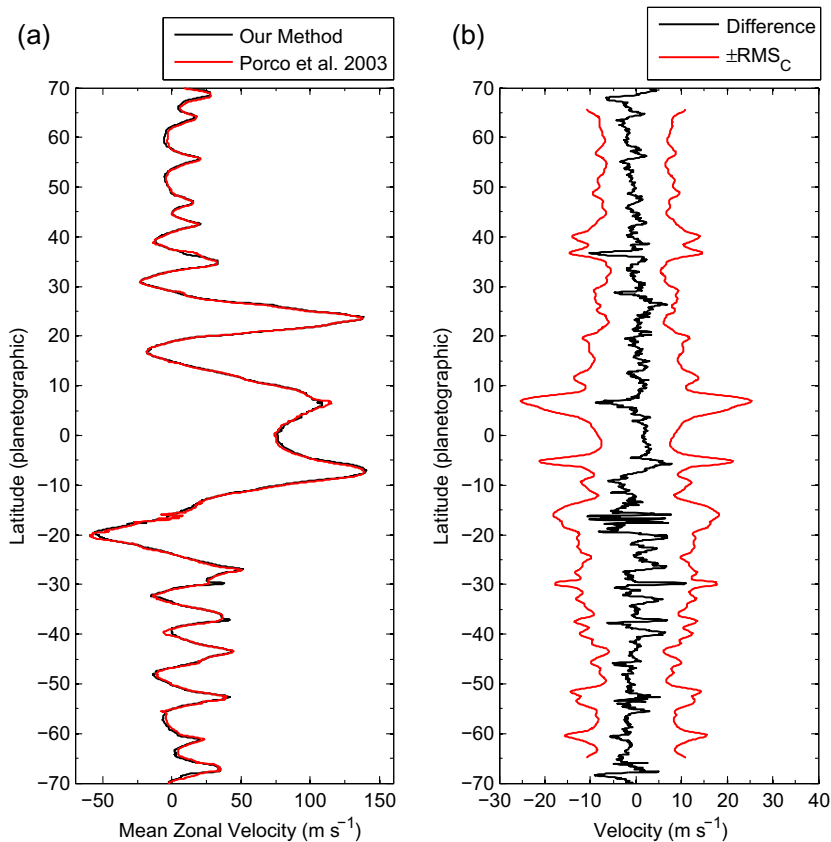 (a)
Our Method
Porco et al. 2003
70
60
50
40
30
20
10
0
−10
−20
−30
−40
−50
−60
−70
Latitude (planetographic)
−50 0 50 100 150
Mean Zonal Velocity (m s⁻¹)
(b)
Difference
±RMS_C
70
60
50
40
30
20
10
0
−10
−20
−30
−40
−50
−60
−70
Latitude (planetographic)
−30 −20 −10 0 10 20 30 40
Velocity (m s⁻¹)